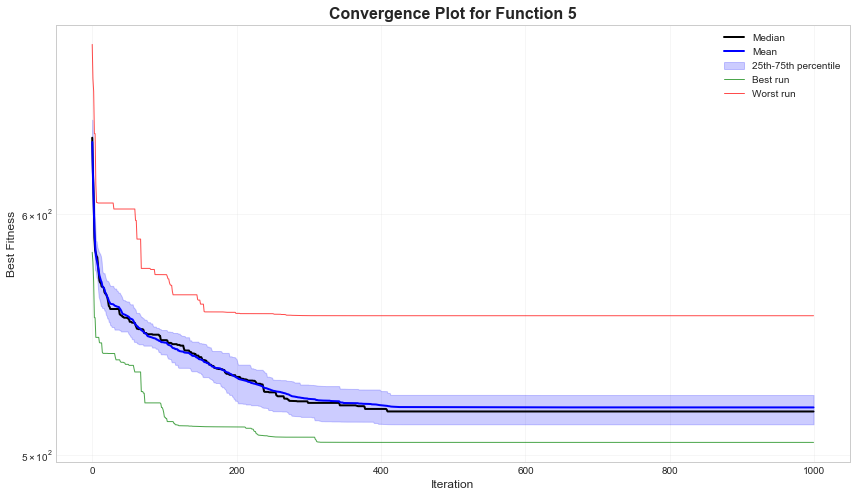 Convergence Plot for Function 5
Median
Mean
25th-75th percentile
Best run
Worst run
6 × 10²
5 × 10²
Best Fitness
0 200 400 600 800 1000
Iteration